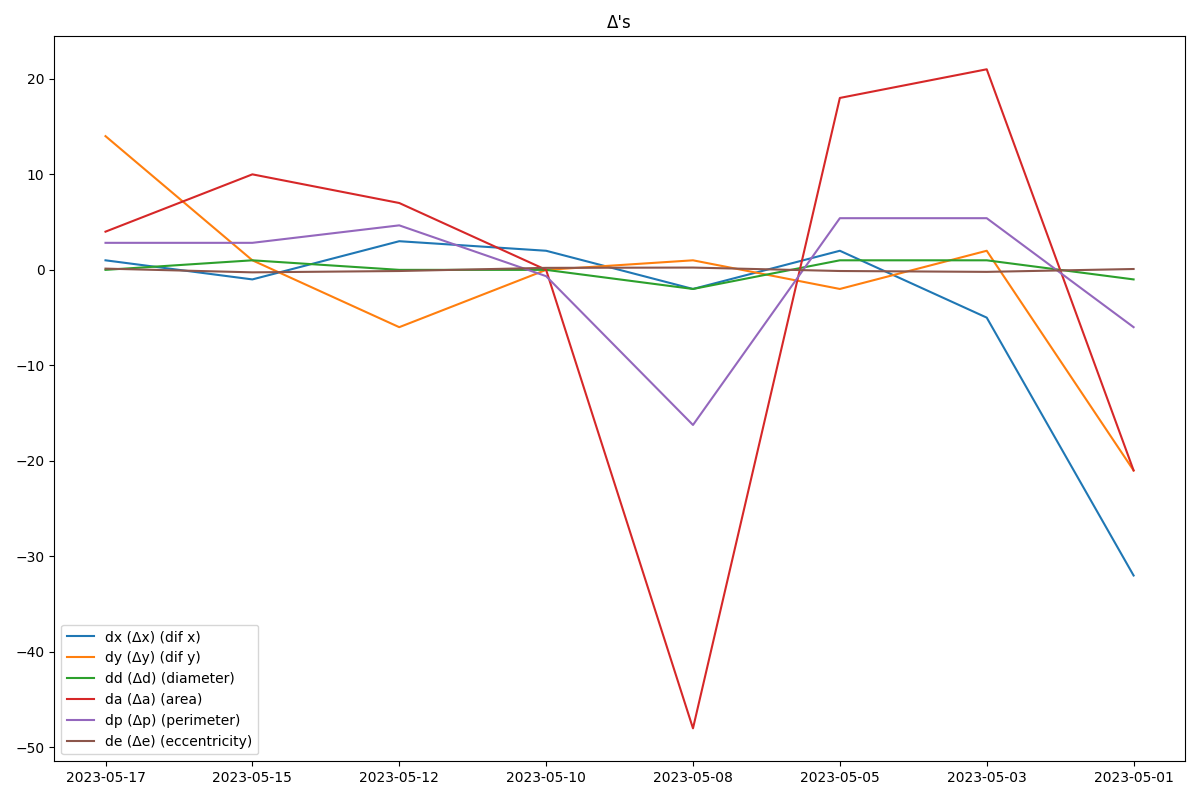 Δ's
20
10
0
−10
−20
−30
−40
−50
dx (Δx) (dif x)
dy (Δy) (dif y)
dd (Δd) (diameter)
da (Δa) (area)
dp (Δp) (perimeter)
de (Δe) (eccentricity)
2023-05-17 2023-05-15 2023-05-12 2023-05-10 2023-05-08 2023-05-05 2023-05-03 2023-05-01